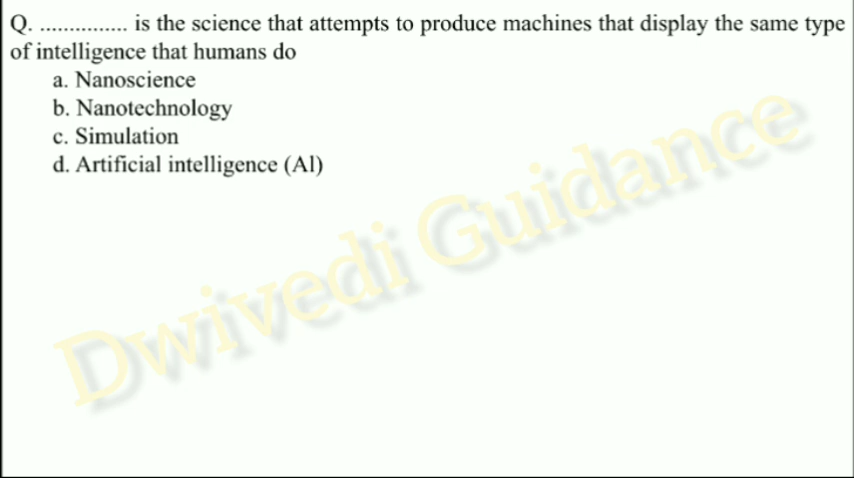 Q. ............... is the science that attempts to produce machines that display the same type
of intelligence that humans do
a. Nanoscience
b. Nanotechnology
c. Simulation
d. Artificial intelligence (Al)
Dwivedi Guidance